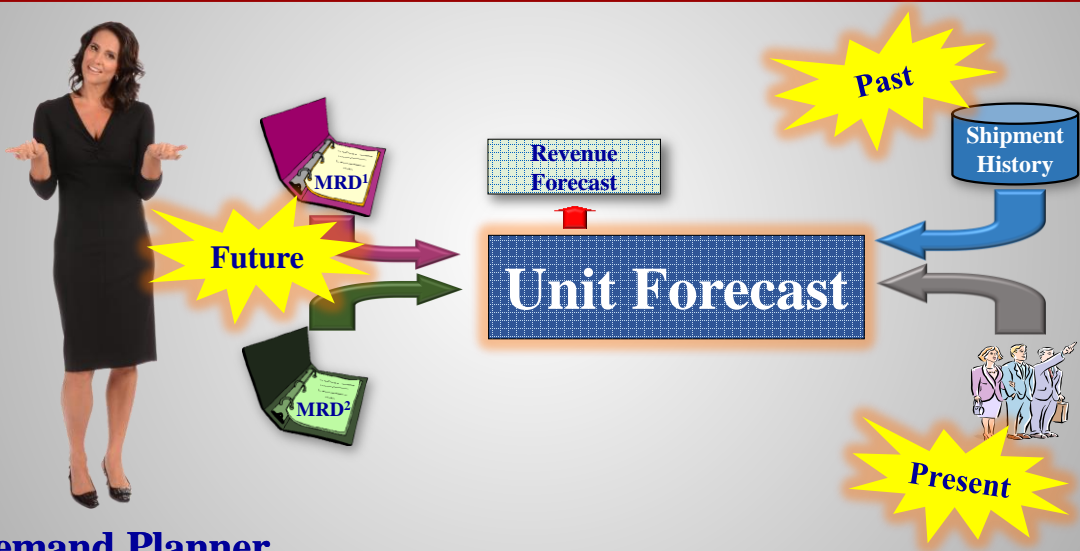 Past
Shipment
History
Revenue
Forecast
MRD¹
Future
Unit Forecast
MRD²
Present
emand Planner